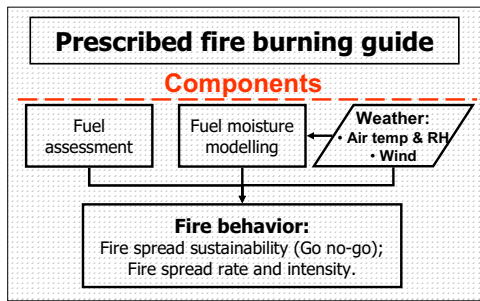 Prescribed fire burning guide
Components
Fuel
assessment
Fuel moisture
modelling
Weather:
• Air temp & RH
• Wind
Fire behavior:
Fire spread sustainability (Go no-go);
Fire spread rate and intensity.